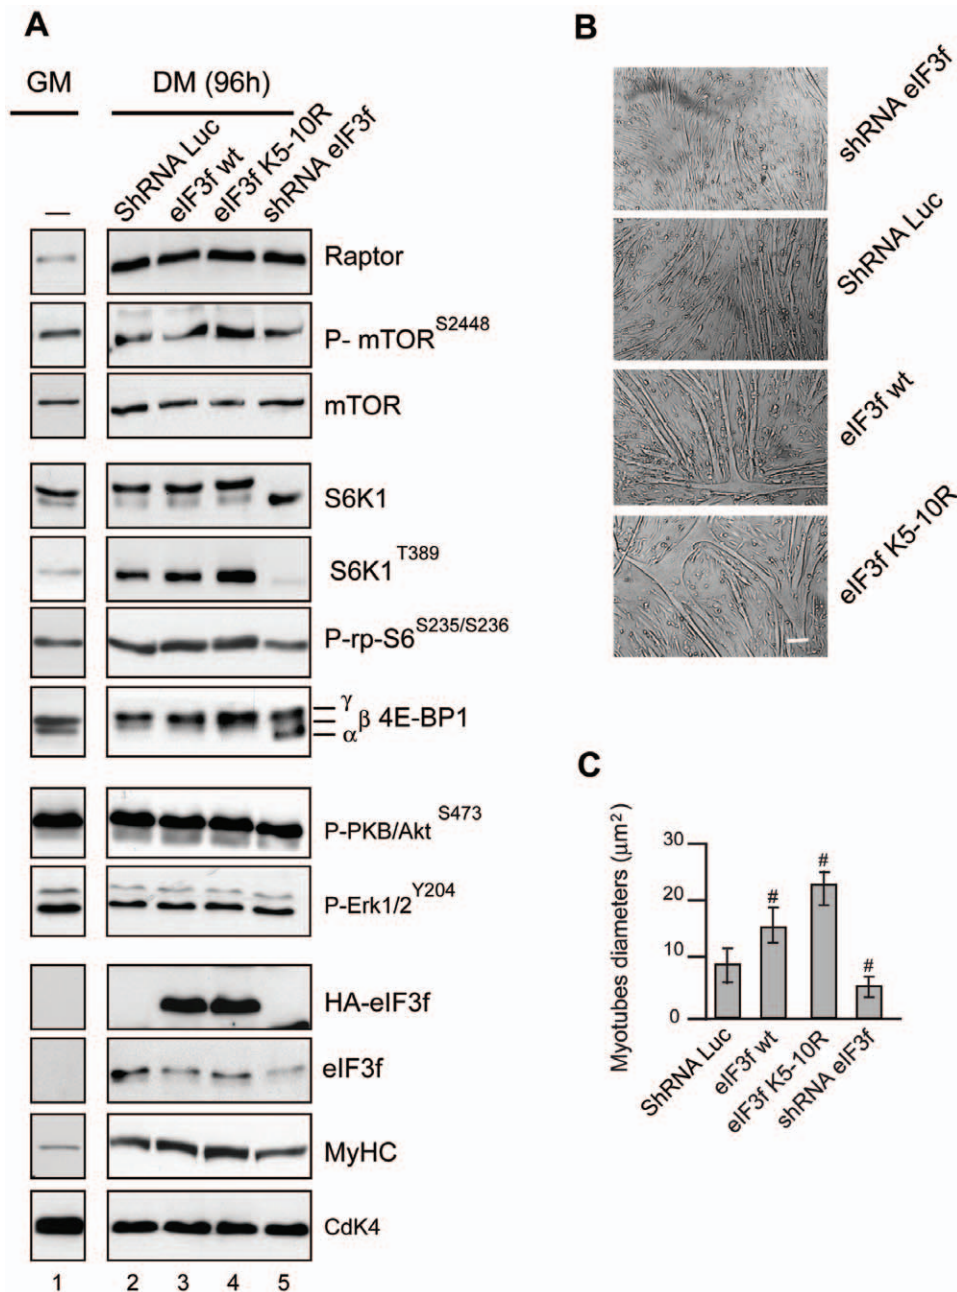 A
GM
DM (96h)
—
ShRNA Luc
eIF3f wt
eIF3f K5-10R
shRNA eIF3f
Raptor
P- mTOR S2448
mTOR
S6K1
S6K1 T389
P-rp-S6 S235/S236
γ
β 4E-BP1
α
P-PKB/Akt S473
P-Erk1/2 Y204
HA-eIF3f
eIF3f
MyHC
CdK4
1 2 3 4 5
B
shRNA eIF3f
ShRNA Luc
eIF3f wt
eIF3f K5-10R
C
Myotubes diameters (μm²)
30
20
10
0
# # #
ShRNA Luc
eIF3f wt
eIF3f K5-10R
shRNA eIF3f